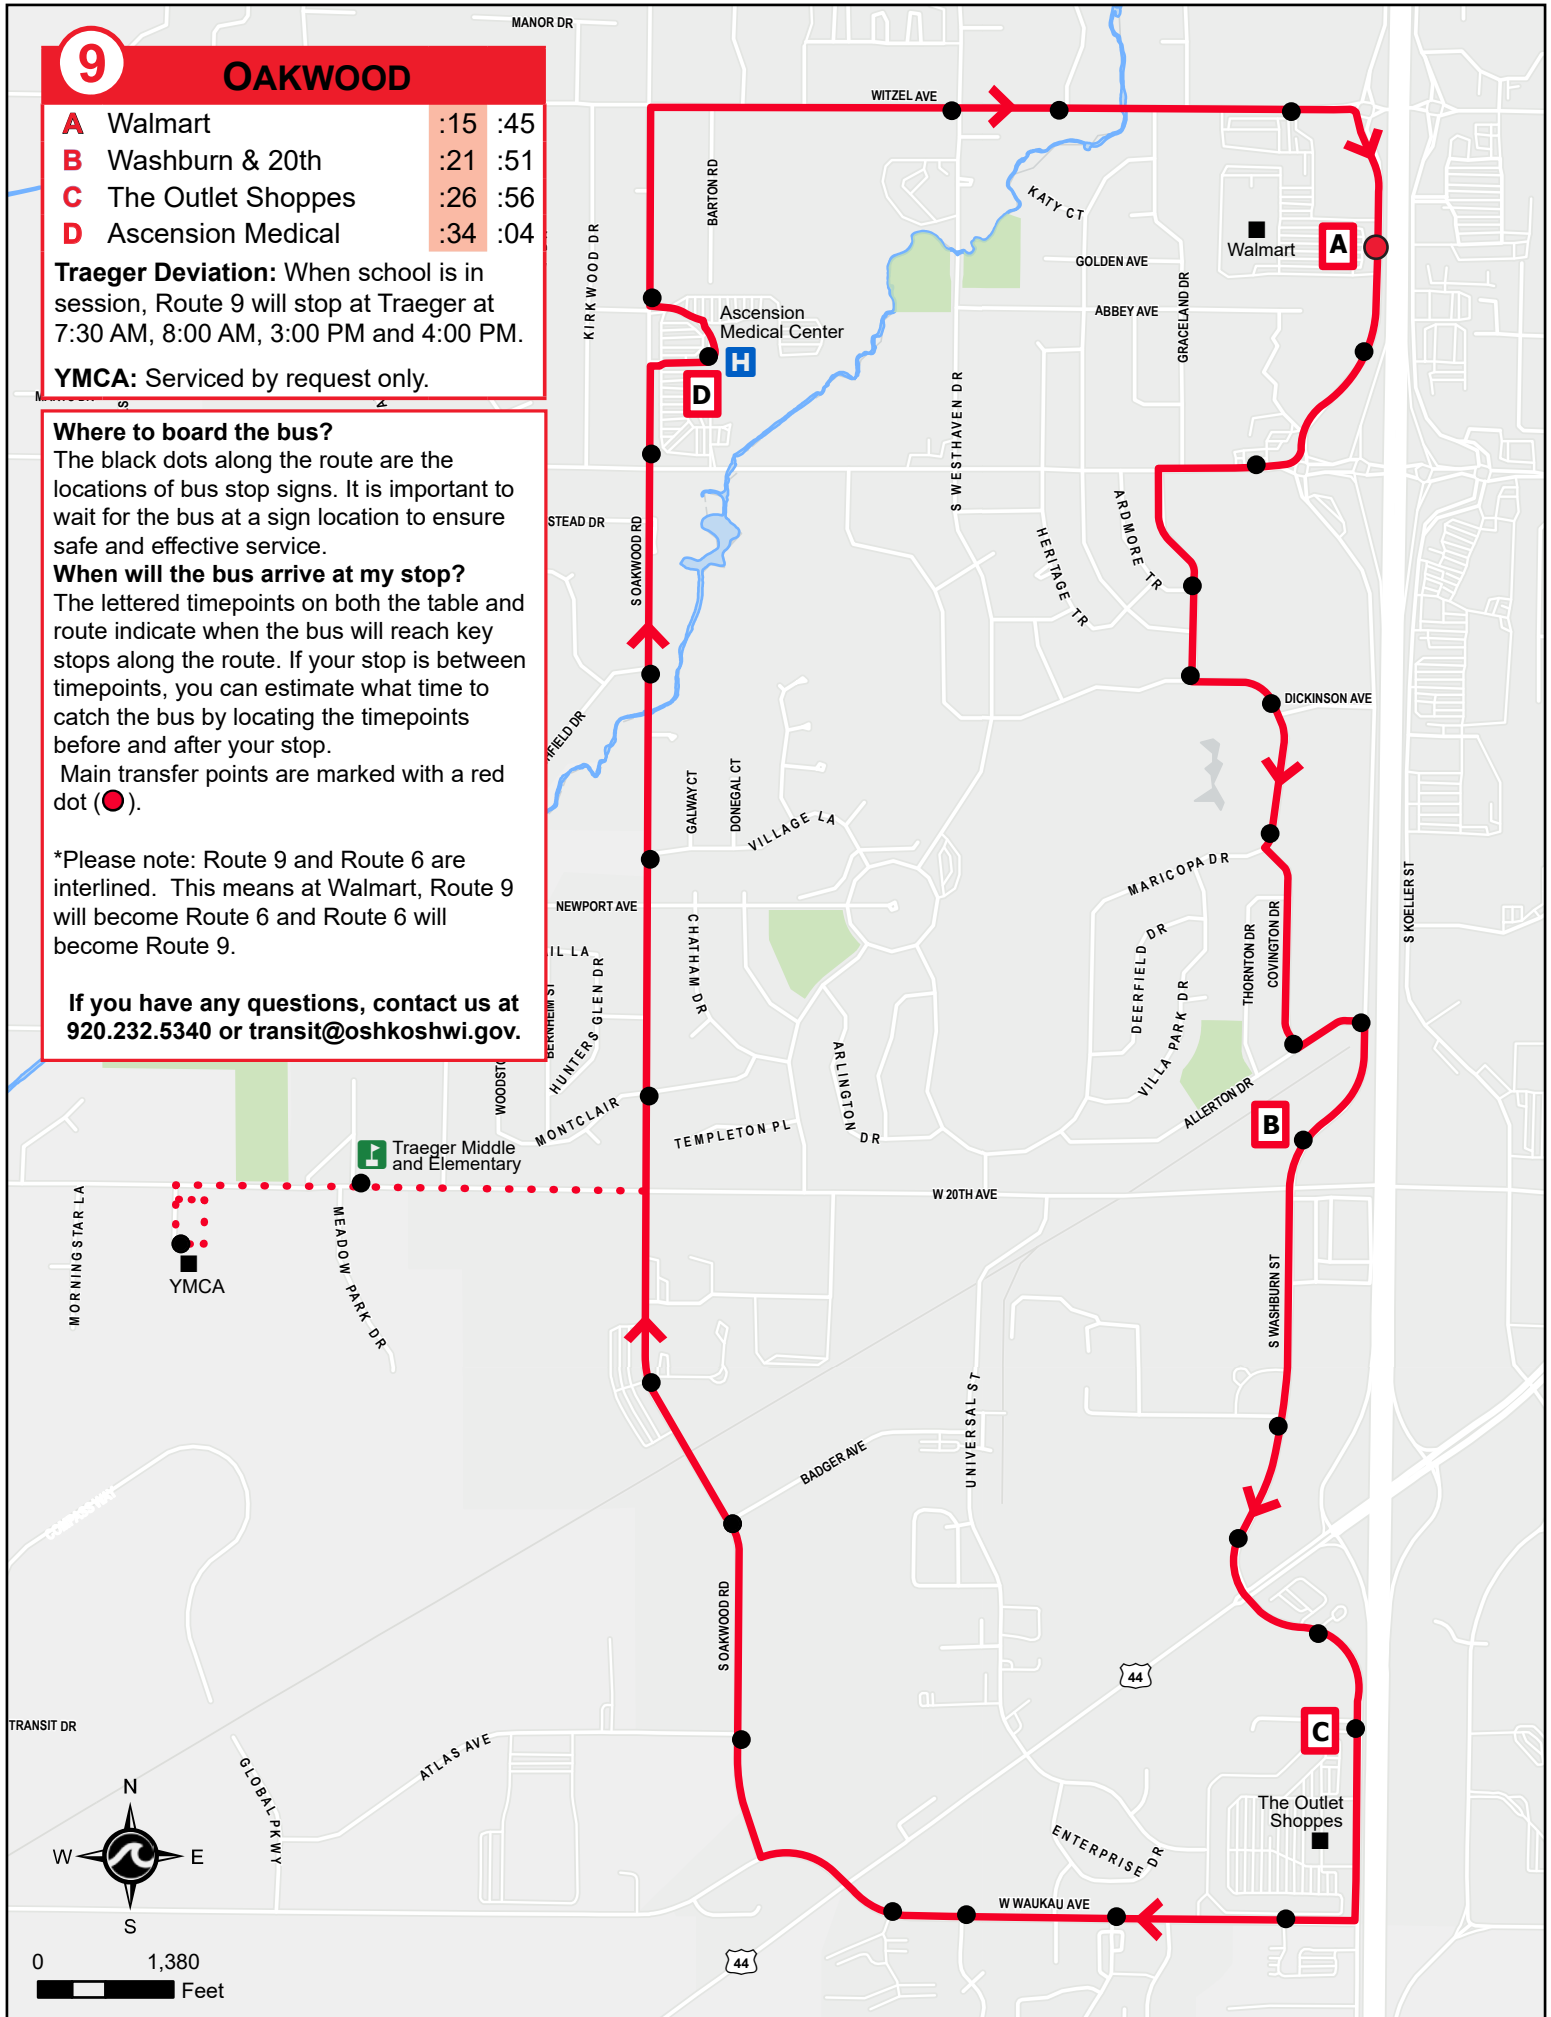 9
OAKWOOD
A Walmart :15 :45
B Washburn & 20th :21 :51
C The Outlet Shoppes :26 :56
D Ascension Medical :34 :04
Traeger Deviation: When school is in
session, Route 9 will stop at Traeger at
7:30 AM, 8:00 AM, 3:00 PM and 4:00 PM.
YMCA: Serviced by request only.
Where to board the bus?
The black dots along the route are the
locations of bus stop signs. It is important to
wait for the bus at a sign location to ensure
safe and effective service.
When will the bus arrive at my stop?
The lettered timepoints on both the table and
route indicate when the bus will reach key
stops along the route. If your stop is between
timepoints, you can estimate what time to
catch the bus by locating the timepoints
before and after your stop.
Main transfer points are marked with a red
dot ( ).
*Please note: Route 9 and Route 6 are
interlined. This means at Walmart, Route 9
will become Route 6 and Route 6 will
become Route 9.
If you have any questions, contact us at
920.232.5340 or transit@oshkoshwi.gov.
MANOR DR
WITZEL AVE
BARTON RD
KIRKWOOD DR
KATY CT
Walmart
A
GOLDEN AVE
GRACELAND DR
ABBEY AVE
Ascension
Medical Center
H
D
S WESTHAVEN DR
ARDMORE TR
HERITAGE TR
STEAD DR
S OAKWOOD RD
DICKINSON AVE
GALWAY CT
DONEGAL CT
VILLAGE LA
MARICOPA DR
S KOELLER ST
NEWPORT AVE
CHATHAM DR
DEERFIELD DR
THORNTON DR
COVINGTON DR
VILLA PARK DR
HUNTERS GLEN DR
BERNHEIM ST
MONTCLAIR
TEMPLETON PL
ARLINGTON DR
ALLERTON DR
B
Traeger Middle
and Elementary
W 20TH AVE
MORNINGSTAR LA
YMCA
MEADOW PARK DR
S WASHBURN ST
UNIVERSAL ST
BADGER AVE
COMPASS WAY
S OAKWOOD RD
44
TRANSIT DR
C
ATLAS AVE
GLOBAL PKWY
The Outlet
Shoppes
ENTERPRISE DR
W WAUKAU AVE
44
N
W E
S
0 1,380
Feet